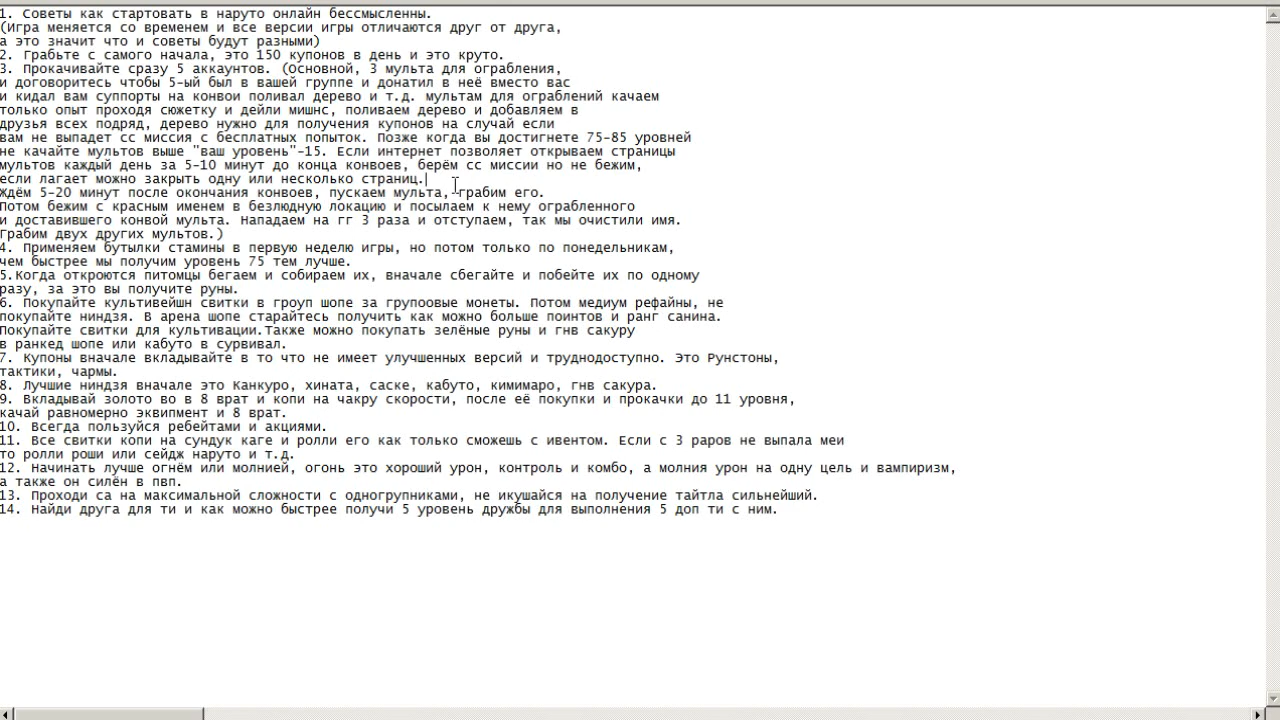 1. Советы как стартовать в наруто онлайн бессмысленны.
(Игра меняется со временем и все версии игры отличаются друг от друга,
а это значит что и советы будут разными)
2. Грабьте с самого начала, это 150 купонов в день и это круто.
3. Прокачивайте сразу 5 аккаунтов. (Основной, 3 мульта для ограбления,
и договоритесь чтобы 5-ый был в вашей группе и донатил в неё вместо вас
и кидал вам суппорты на конвои поливал дерево и т.д. мультам для ограблений качаем
только опыт проходя сюжетку и дейли мишнс, поливаем дерево и добавляем в
друзья всех подряд, дерево нужно для получения купонов на случай если
вам не выпадет сс миссия с бесплатных попыток. Позже когда вы достигнете 75-85 уровней
не качайте мультов выше "ваш уровень"-15. Если интернет позволяет открываем страницы
мультов каждый день за 5-10 минут до конца конвоев, берём сс миссии но не бежим,
если лагает можно закрыть одну или несколько страниц.
Ждём 5-20 минут после окончания конвоев, пускаем мульта, грабим его.
Потом бежим с красным именем в безлюдную локацию и посылаем к нему ограбленного
и доставившего конвой мульта. Нападаем на гг 3 раза и отступаем, так мы очистили имя.
Грабим двух других мультов.)
4. Применяем бутылки стамины в первую неделю игры, но потом только по понедельникам,
чем быстрее мы получим уровень 75 тем лучше.
5.Когда откроются питомцы бегаем и собираем их, вначале сбегайте и побейте их по одному
разу, за это вы получите руны.
6. Покупайте культивейшн свитки в гроуп шопе за групоовые монеты. Потом медиум рефайны, не
покупайте ниндзя. В арена шопе старайтесь получить как можно больше поинтов и ранг санина.
Покупайте свитки для культивации.Также можно покупать зелёные руны и гнв сакуру
в ранкед шопе или кабуто в сурвивал.
7. Купоны вначале вкладывайте в то что не имеет улучшенных версий и труднодоступно. Это Рунстоны,
тактики, чармы.
8. Лучшие ниндзя вначале это Канкуро, хината, саске, кабуто, кимимаро, гнв сакура.
9. Вкладывай золото во в 8 врат и копи на чакру скорости, после её покупки и прокачки до 11 уровня,
качай равномерно эквипмент и 8 врат.
10. Всегда пользуйся ребейтами и акциями.
11. Все свитки копи на сундук каге и ролли его как только сможешь с ивентом. Если с 3 раров не выпала меи
то ролли роши или сейдж наруто и т.д.
12. Начинать лучше огнём или молнией, огонь это хороший урон, контроль и комбо, а молния урон на одну цель и вампиризм,
а также он силён в пвп.
13. Проходи са на максимальной сложности с одногрупниками, не икушайся на получение тайтла сильнейший.
14. Найди друга для ти и как можно быстрее получи 5 уровень дружбы для выполнения 5 доп ти с ним.